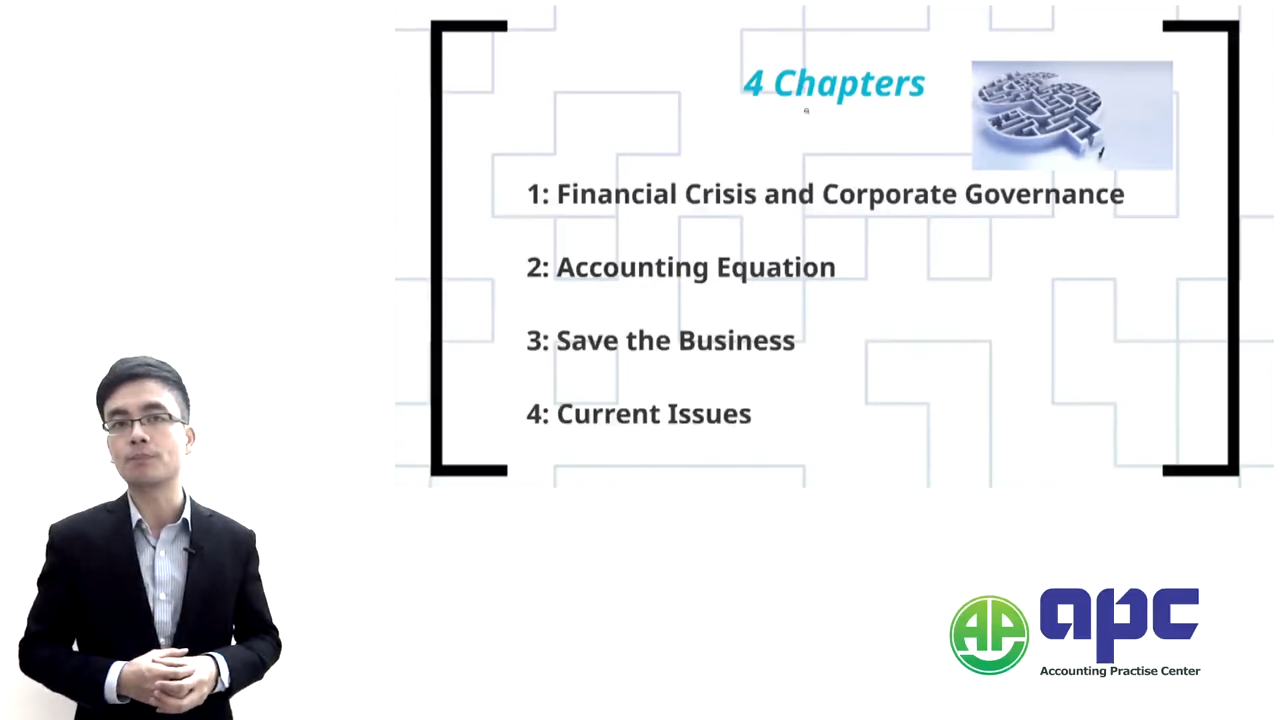 4 Chapters
1: Financial Crisis and Corporate Governance
2: Accounting Equation
3: Save the Business
4: Current Issues
AP
apc
Accounting Practise Center